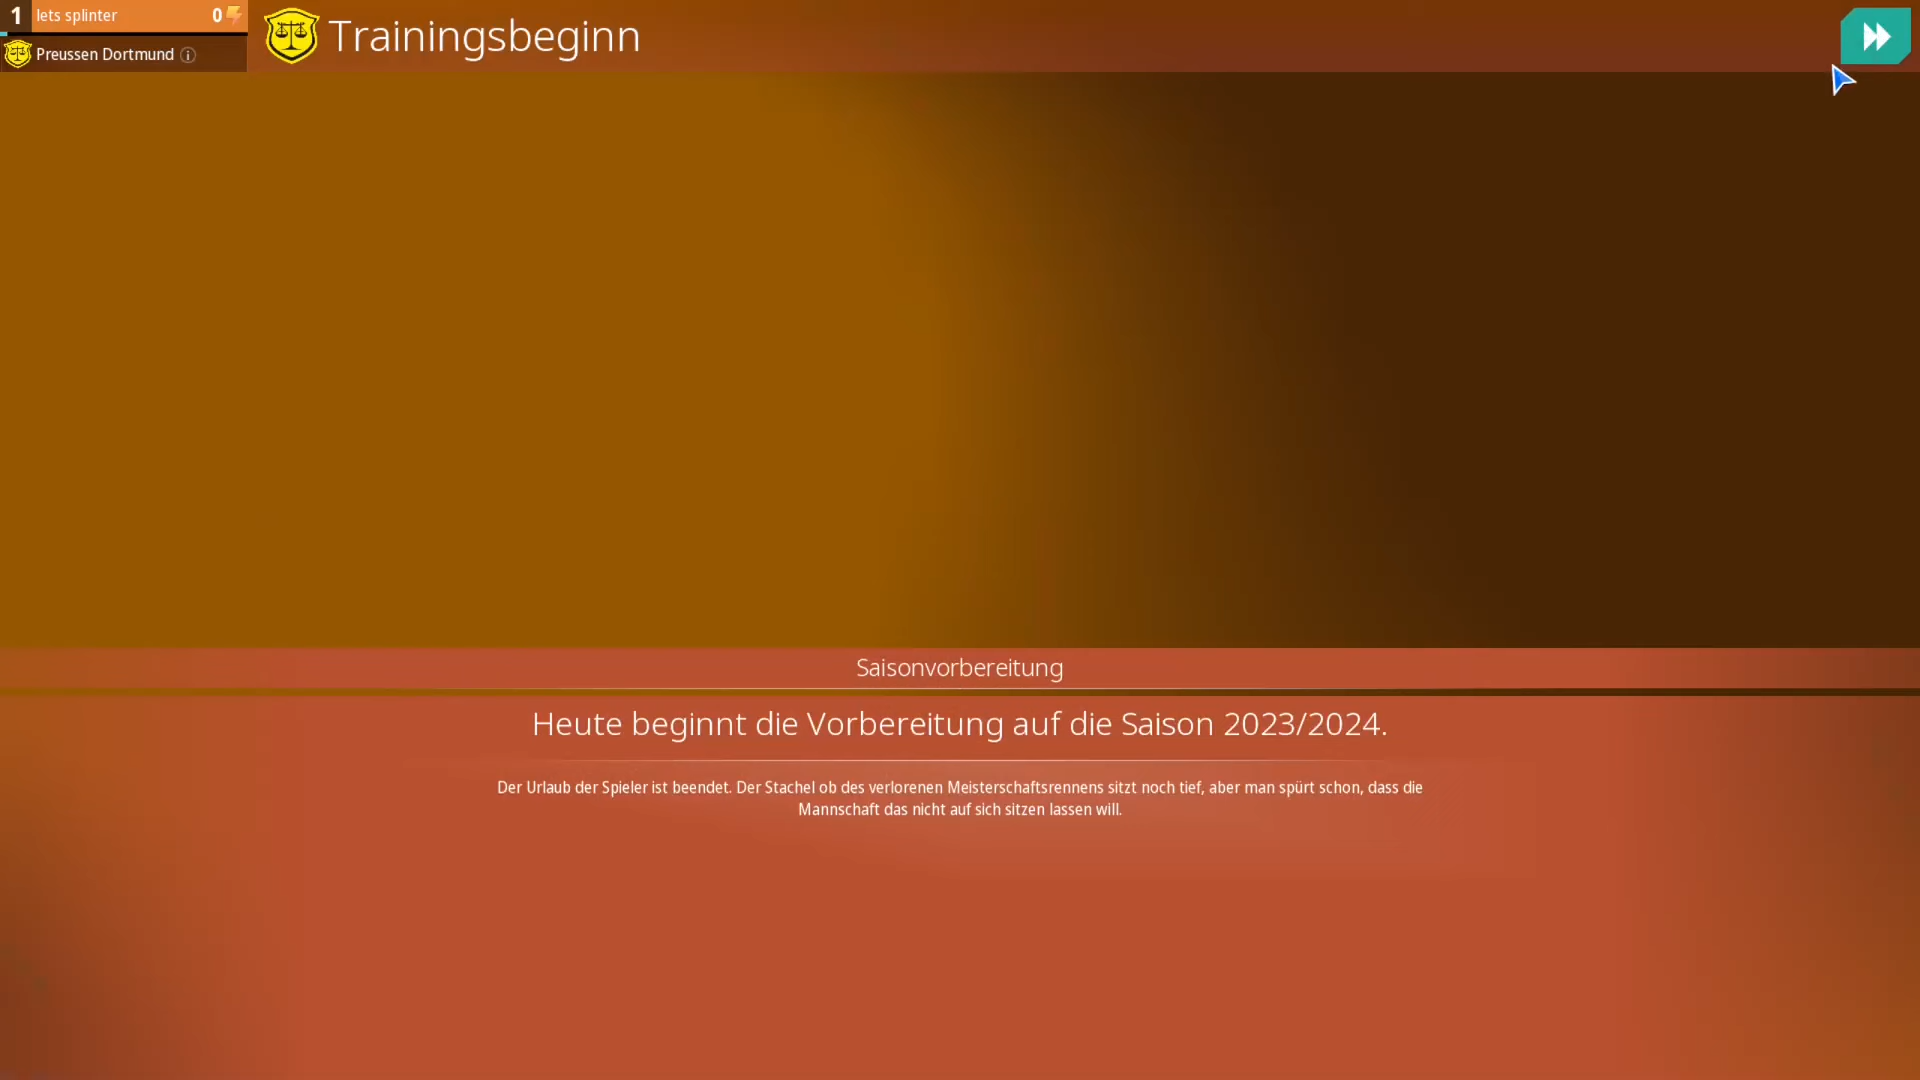 1 lets splinter 0
Preussen Dortmund
Trainingsbeginn
Saisonvorbereitung
Heute beginnt die Vorbereitung auf die Saison 2023/2024.
Der Urlaub der Spieler ist beendet. Der Stachel ob des verlorenen Meisterschaftsrennens sitzt noch tief, aber man spürt schon, dass die
Mannschaft das nicht auf sich sitzen lassen will.